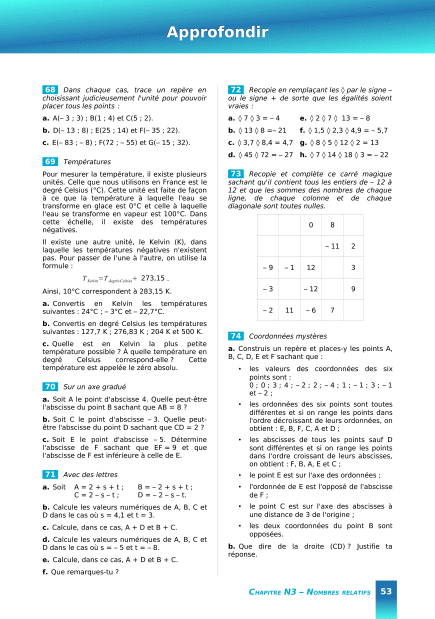 Approfondir
68 Dans chaque cas, trace un repère en
choisissant judicieusement l'unité pour pouvoir
placer tous les points :
a. A(– 3 ; 3) ; B(1 ; 4) et C(5 ; 2).
b. D(– 13 ; 8) ; E(25 ; 14) et F(– 35 ; 22).
c. E(– 83 ; – 8) ; F(72 ; – 55) et G(– 15 ; 32).
69 Températures
Pour mesurer la température, il existe plusieurs
unités. Celle que nous utilisons en France est le
degré Celsius (°C). Cette unité est faite de façon
à ce que la température à laquelle l'eau se
transforme en glace est 0°C et celle à laquelle
l'eau se transforme en vapeur est 100°C. Dans
cette échelle, il existe des températures
négatives.
Il existe une autre unité, le Kelvin (K), dans
laquelle les températures négatives n'existent
pas. Pour passer de l'une à l'autre, on utilise la
formule :
T Kelvin = T degrés Celsius + 273,15 .
Ainsi, 10°C correspondent à 283,15 K.
a. Convertis en Kelvin les températures
suivantes : 24°C ; – 3°C et – 22,7°C.
b. Convertis en degré Celsius les températures
suivantes : 127,7 K ; 276,83 K ; 204 K et 500 K.
c. Quelle est en Kelvin la plus petite
température possible ? À quelle température en
degré Celsius correspond-elle ? Cette
température est appelée le zéro absolu.
70 Sur un axe gradué
a. Soit A le point d'abscisse 4. Quelle peut-être
l'abscisse du point B sachant que AB = 8 ?
b. Soit C le point d'abscisse – 3. Quelle peut-
être l'abscisse du point D sachant que CD = 2 ?
c. Soit E le point d'abscisse – 5. Détermine
l'abscisse de F sachant que EF = 9 et que
l'abscisse de F est inférieure à celle de E.
71 Avec des lettres
a. Soit A = 2 + s + t ; B = – 2 + s + t ;
C = 2 – s – t ; D = – 2 – s – t.
b. Calcule les valeurs numériques de A, B, C et
D dans le cas où s = 4,1 et t = 3.
c. Calcule, dans ce cas, A + D et B + C.
d. Calcule les valeurs numériques de A, B, C et
D dans le cas où s = – 5 et t = – 8.
e. Calcule, dans ce cas, A + D et B + C.
f. Que remarques-tu ?
72 Recopie en remplaçant les ◊ par le signe –
ou le signe + de sorte que les égalités soient
vraies :
a. ◊ 7 ◊ 3 = – 4 e. ◊ 2 ◊ 7 ◊ 13 = – 8
b. ◊ 13 ◊ 8 = – 21 f. ◊ 1,5 ◊ 2,3 ◊ 4,9 = – 5,7
c. ◊ 3,7 ◊ 8,4 = 4,7 g. ◊ 8 ◊ 5 ◊ 12 ◊ 2 = 13
d. ◊ 45 ◊ 72 = – 27 h. ◊ 7 ◊ 14 ◊ 18 ◊ 3 = – 22
73 Recopie et complète ce carré magique
sachant qu'il contient tous les entiers de – 12 à
12 et que les sommes des nombres de chaque
ligne, de chaque colonne et de chaque
diagonale sont toutes nulles.
0 8
– 11 2
– 9 – 1 12 3
– 3 – 12 9
– 2 11 – 6 7
74 Coordonnées mystères
a. Construis un repère et places-y les points A,
B, C, D, E et F sachant que :
• les valeurs des coordonnées des six
points sont :
0 ; 0 ; 3 ; 4 ; – 2 ; 2 ; – 4 ; 1 ; – 1 ; 3 ; – 1
et – 2 ;
• les ordonnées des six points sont toutes
différentes et si on range les points dans
l'ordre décroissant de leurs ordonnées, on
obtient : E, B, F, C, A et D ;
• les abscisses de tous les points sauf D
sont différentes et si on range les points
dans l'ordre croissant de leurs abscisses,
on obtient : F, B, A, E et C ;
• le point E est sur l'axe des ordonnées ;
• l'ordonnée de E est l'opposé de l'abscisse
de F ;
• le point C est sur l'axe des abscisses à
une distance de 3 de l'origine ;
• les deux coordonnées du point B sont
opposées.
b. Que dire de la droite (CD) ? Justifie ta
réponse.
Chapitre N3 – Nombres relatifs 53